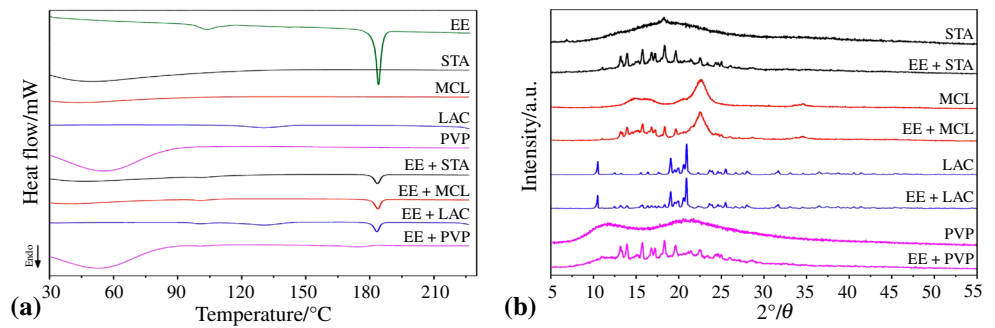 EE
STA
MCL
LAC
PVP
EE + STA
EE + MCL
EE + LAC
EE + PVP
Heat flow/mW
Endo
30 60 90 120 150 180 210
Temperature/°C
(a)
STA
EE + STA
MCL
EE + MCL
LAC
EE + LAC
PVP
EE + PVP
Intensity/a.u.
5 10 15 20 25 30 35 40 45 50 55
2°/θ
(b)